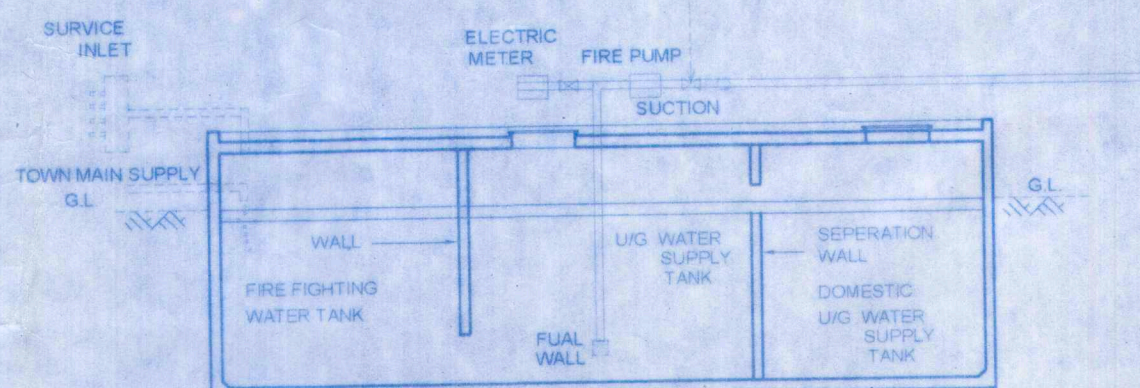 SURVICE
INLET
ELECTRIC
METER
FIRE PUMP
SUCTION
TOWN MAIN SUPPLY
G.L
G.L.
WALL
U/G WATER
SUPPLY
TANK
SEPERATION
WALL
FIRE FIGHTING
WATER TANK
DOMESTIC
U/G WATER
SUPPLY
TANK
FUAL
WALL